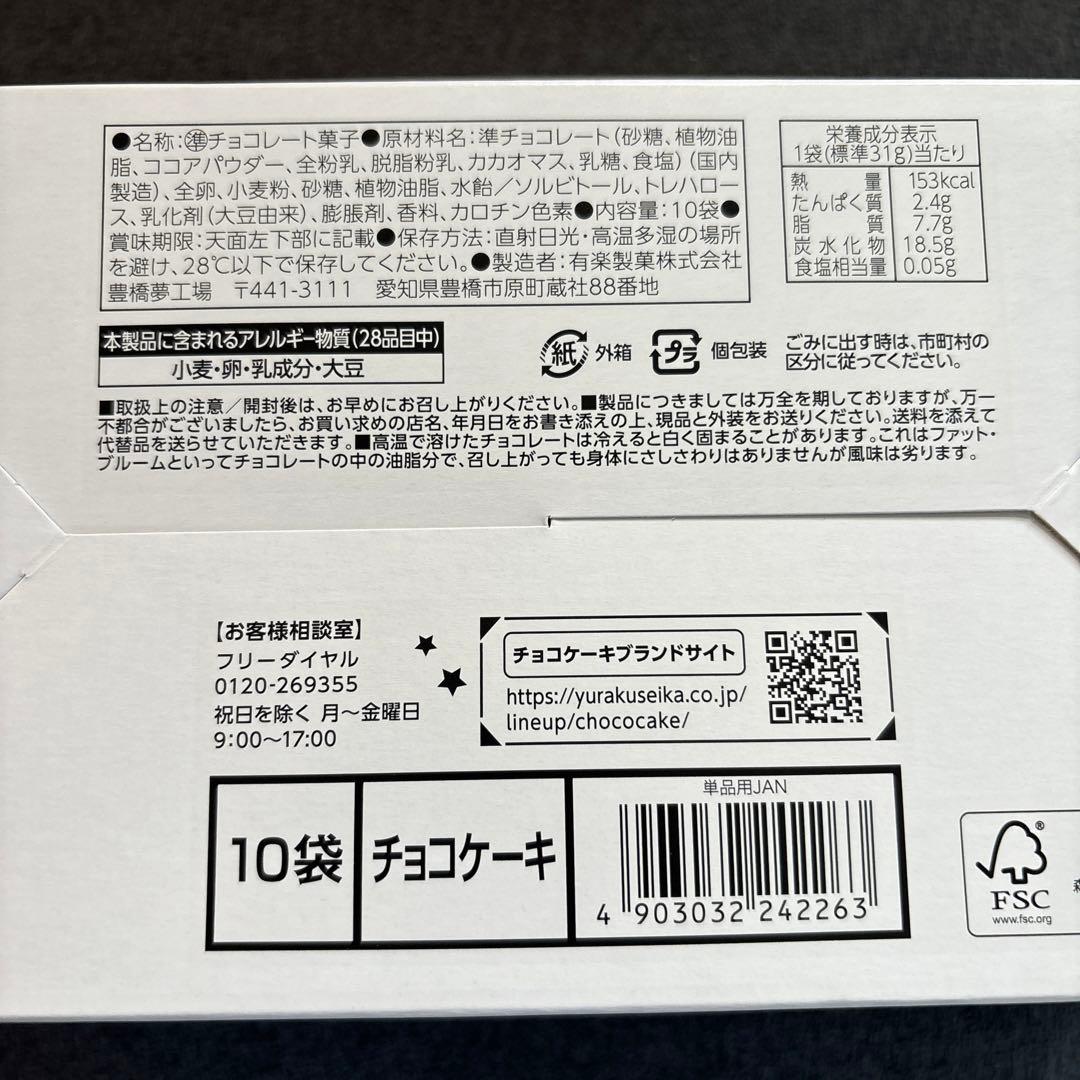 ●名称:㊜チョコレート菓子●原材料名:準チョコレート(砂糖、植物油
脂、ココアパウダー、全粉乳、脱脂粉乳、カカオマス、乳糖、食塩)(国内
製造)、全卵、小麦粉、砂糖、植物油脂、水飴/ソルビトール、トレハロー
ス、乳化剤(大豆由来)、膨脹剤、香料、カロチン色素●内容量:10袋●
賞味期限:天面左下部に記載●保存方法:直射日光・高温多湿の場所
を避け、28℃以下で保存してください。●製造者:有楽製菓株式会社
豊橋夢工場 〒441-3111 愛知県豊橋市原町蔵社88番地
栄養成分表示
1袋(標準31g)当たり
熱量 153kcal
たんぱく質 2.4g
脂質 7.7g
炭水化物 18.5g
食塩相当量 0.05g
本製品に含まれるアレルギー物質(28品目中)
小麦・卵・乳成分・大豆
紙 外箱 プラ 個包装
ごみに出す時は、市町村の
区分に従ってください。
■取扱上の注意/開封後は、お早めにお召し上がりください。■製品につきましては万全を期しておりますが、万一
不都合がございましたら、お買い求めの店名、年月日をお書き添えの上、現品と外装をお送りください。送料を添えて
代替品を送らせていただきます。■高温で溶けたチョコレートは冷えると白く固まることがあります。これはファット・
ブルームといってチョコレートの中の油脂分で、召し上がっても身体にさしさわりはありませんが風味は劣ります。
【お客様相談室】
フリーダイヤル
0120-269355
祝日を除く 月〜金曜日
9:00〜17:00
チョコケーキブランドサイト
https://yurakuseika.co.jp/
lineup/chococake/
10袋
チョコケーキ
単品用JAN
4 903032 242263
®
FSC
www.fsc.org